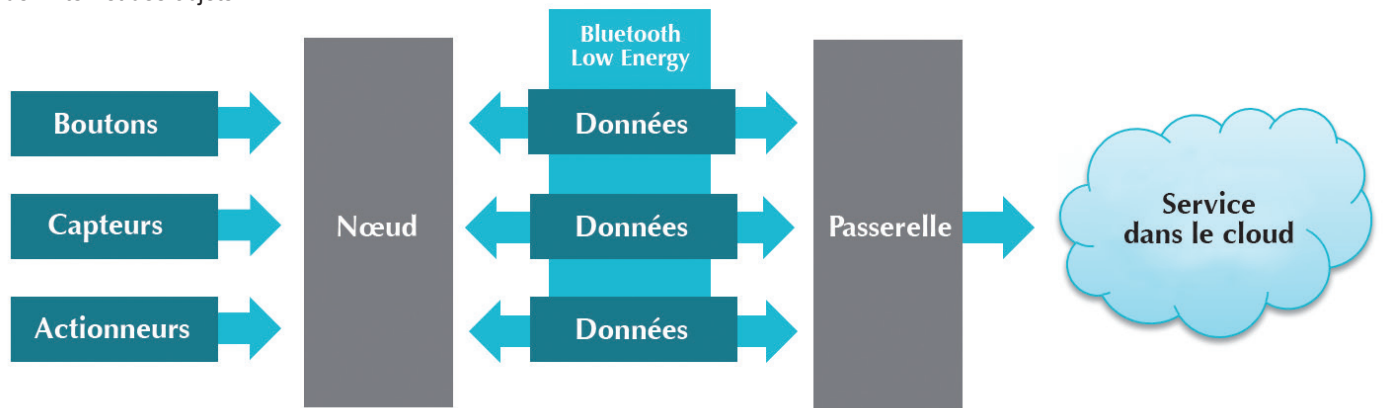 Bluetooth
Low Energy
Boutons
Données
Capteurs
Nœud
Données
Passerelle
Service
dans le cloud
Actionneurs
Données